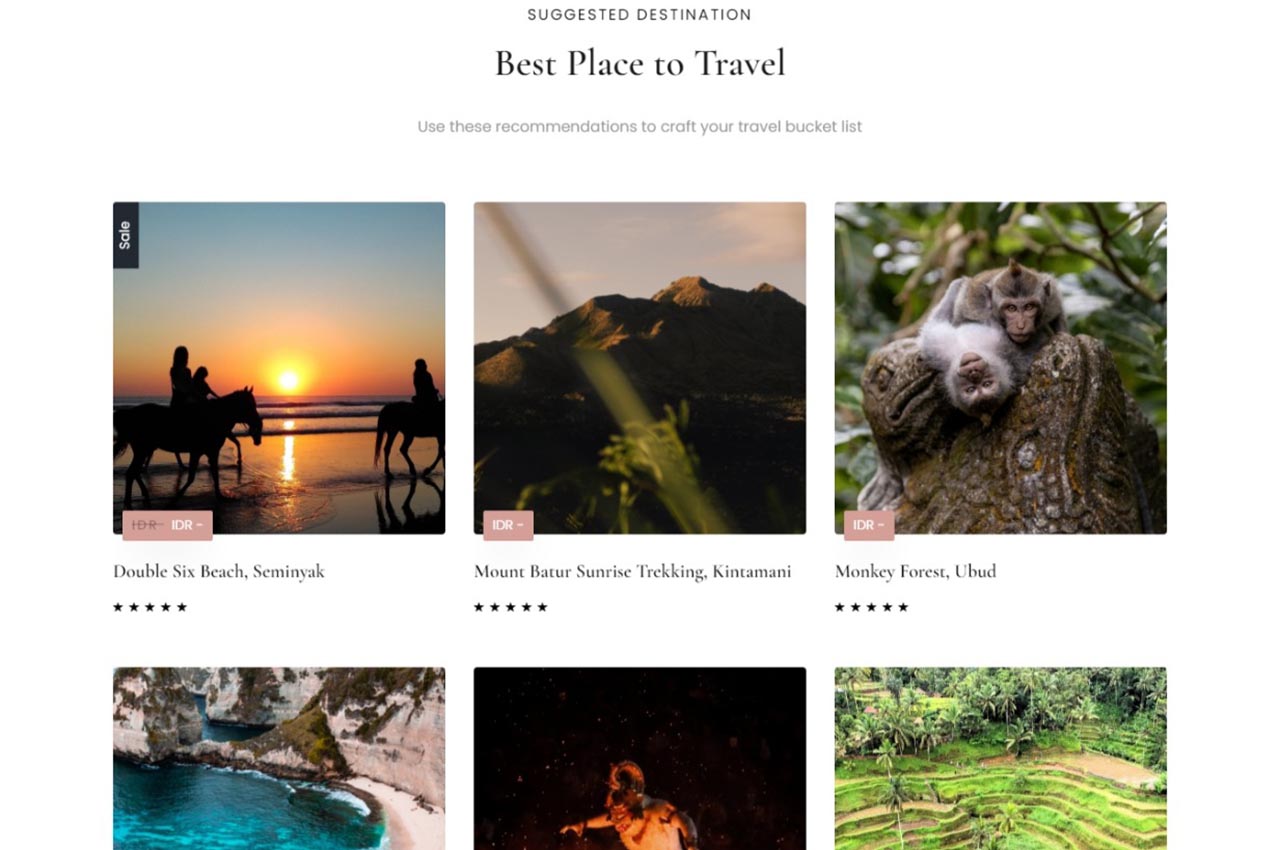 SUGGESTED DESTINATION
Best Place to Travel
Use these recommendations to craft your travel bucket list
Sale
IDR - IDR -
IDR -
IDR -
Double Six Beach, Seminyak
Mount Batur Sunrise Trekking, Kintamani
Monkey Forest, Ubud